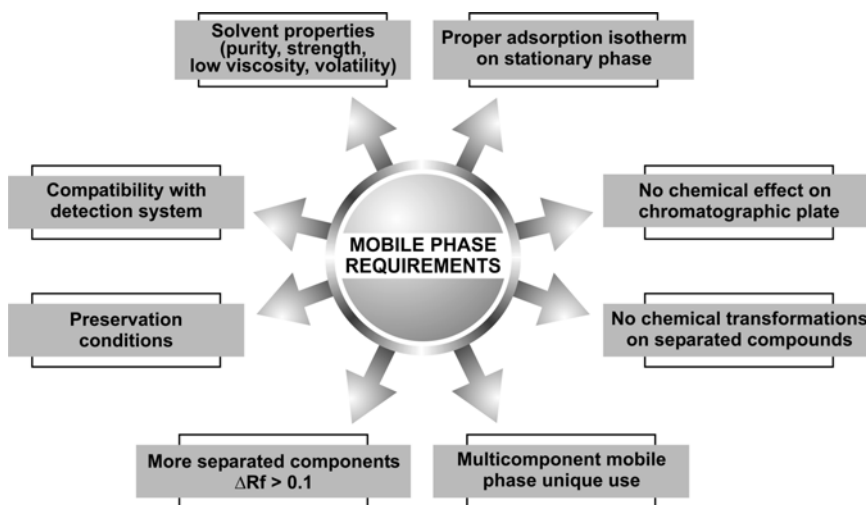 Solvent properties
(purity, strength,
low viscosity, volatility)
Proper adsorption isotherm
on stationary phase
Compatibility with
detection system
No chemical effect on
chromatographic plate
MOBILE PHASE
REQUIREMENTS
Preservation
conditions
No chemical transformations
on separated compounds
More separated components
ΔRf > 0.1
Multicomponent mobile
phase unique use